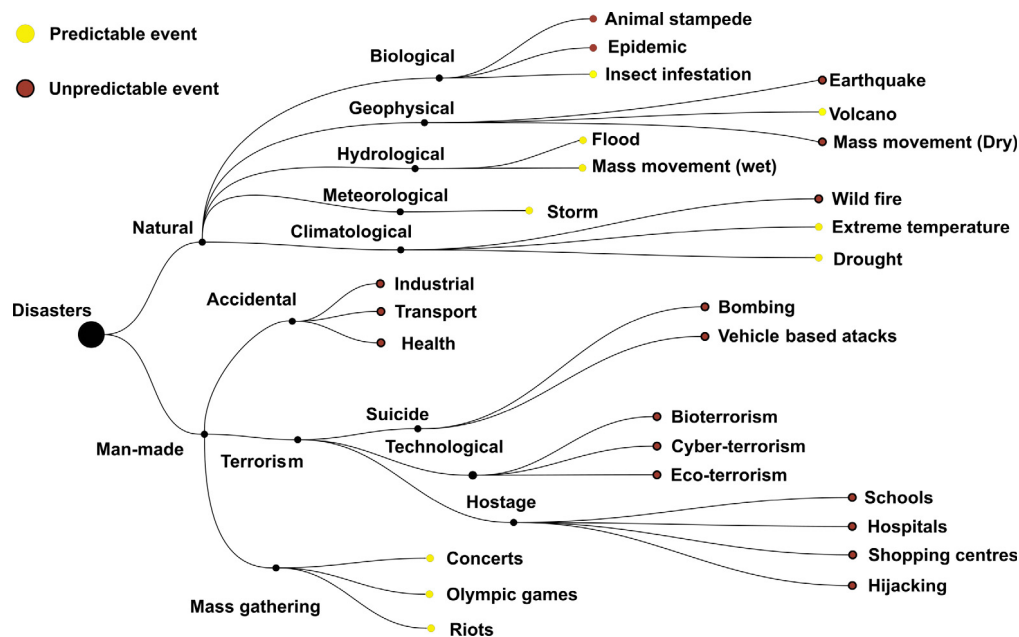 Predictable event
Unpredictable event
Animal stampede
Epidemic
Biological
Insect infestation
Earthquake
Geophysical
Volcano
Mass movement (Dry)
Flood
Hydrological
Mass movement (wet)
Meteorological
Storm
Wild fire
Natural
Climatological
Extreme temperature
Drought
Disasters
Accidental
Industrial
Transport
Health
Bombing
Vehicle based atacks
Man-made
Terrorism
Suicide
Technological
Bioterrorism
Cyber-terrorism
Eco-terrorism
Hostage
Schools
Hospitals
Shopping centres
Hijacking
Mass gathering
Concerts
Olympic games
Riots